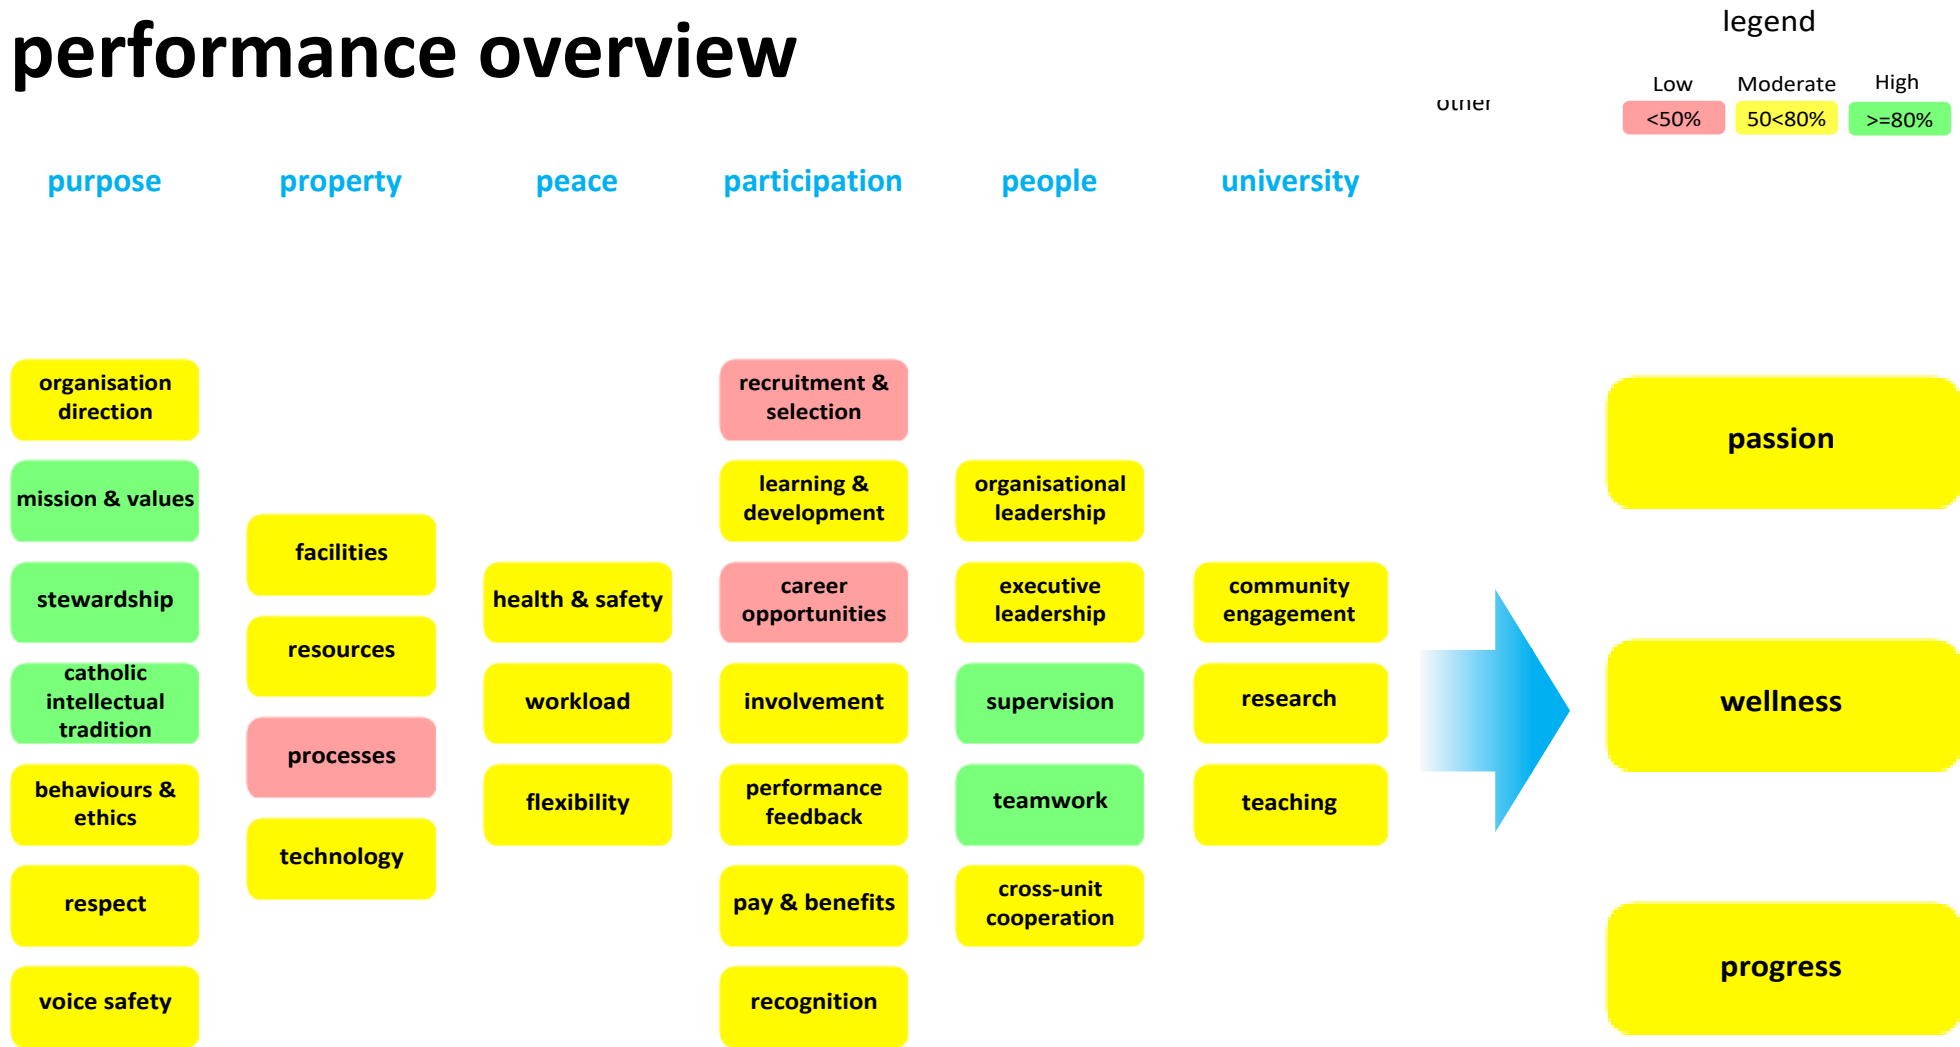 performance overview
legend
Low Moderate High
other
<50% 50<80% >=80%
purpose property peace participation people university
organisation
direction
mission & values
stewardship
catholic
intellectual
tradition
behaviours &
ethics
respect
voice safety
facilities
resources
processes
technology
health & safety
workload
flexibility
recruitment &
selection
learning &
development
career
opportunities
involvement
performance
feedback
pay & benefits
recognition
organisational
leadership
executive
leadership
supervision
teamwork
cross-unit
cooperation
community
engagement
research
teaching
passion
wellness
progress